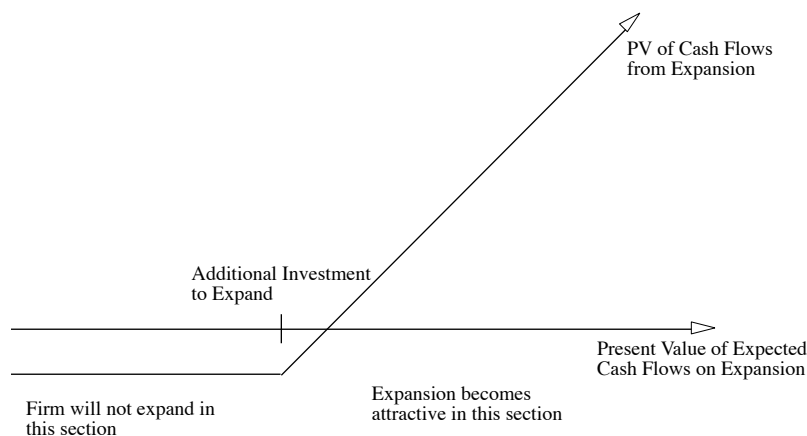 PV of Cash Flows
from Expansion
Additional Investment
to Expand
Present Value of Expected
Cash Flows on Expansion
Firm will not expand in
this section
Expansion becomes
attractive in this section